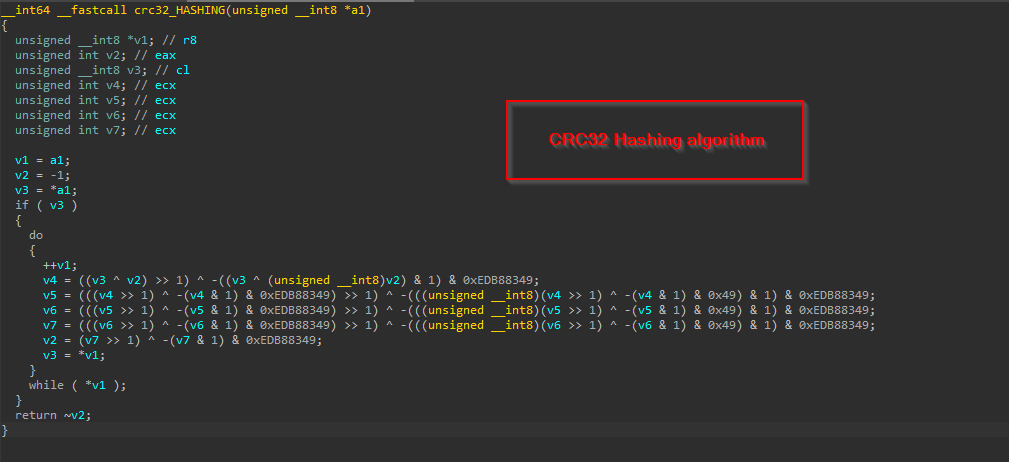 __int64 __fastcall crc32_HASHING(unsigned __int8 *a1)
{
  unsigned __int8 *v1; // r8
  unsigned int v2; // eax
  unsigned __int8 v3; // cl
  unsigned int v4; // ecx
  unsigned int v5; // ecx
  unsigned int v6; // ecx
  unsigned int v7; // ecx
CRC32 Hashing algorithm
  v1 = a1;
  v2 = -1;
  v3 = *a1;
  if ( v3 )
  {
    do
    {
      ++v1;
      v4 = ((v3 ^ v2) >> 1) ^ -((v3 ^ (unsigned __int8)v2) & 1) & 0xEDB88349;
      v5 = (((v4 >> 1) ^ -(v4 & 1) & 0xEDB88349) >> 1) ^ -(((unsigned __int8)(v4 >> 1) ^ -(v4 & 1) & 0x49) & 1) & 0xEDB88349;
      v6 = (((v5 >> 1) ^ -(v5 & 1) & 0xEDB88349) >> 1) ^ -(((unsigned __int8)(v5 >> 1) ^ -(v5 & 1) & 0x49) & 1) & 0xEDB88349;
      v7 = (((v6 >> 1) ^ -(v6 & 1) & 0xEDB88349) >> 1) ^ -(((unsigned __int8)(v6 >> 1) ^ -(v6 & 1) & 0x49) & 1) & 0xEDB88349;
      v2 = (v7 >> 1) ^ -(v7 & 1) & 0xEDB88349;
      v3 = *v1;
    }
    while ( *v1 );
  }
  return ~v2;
}